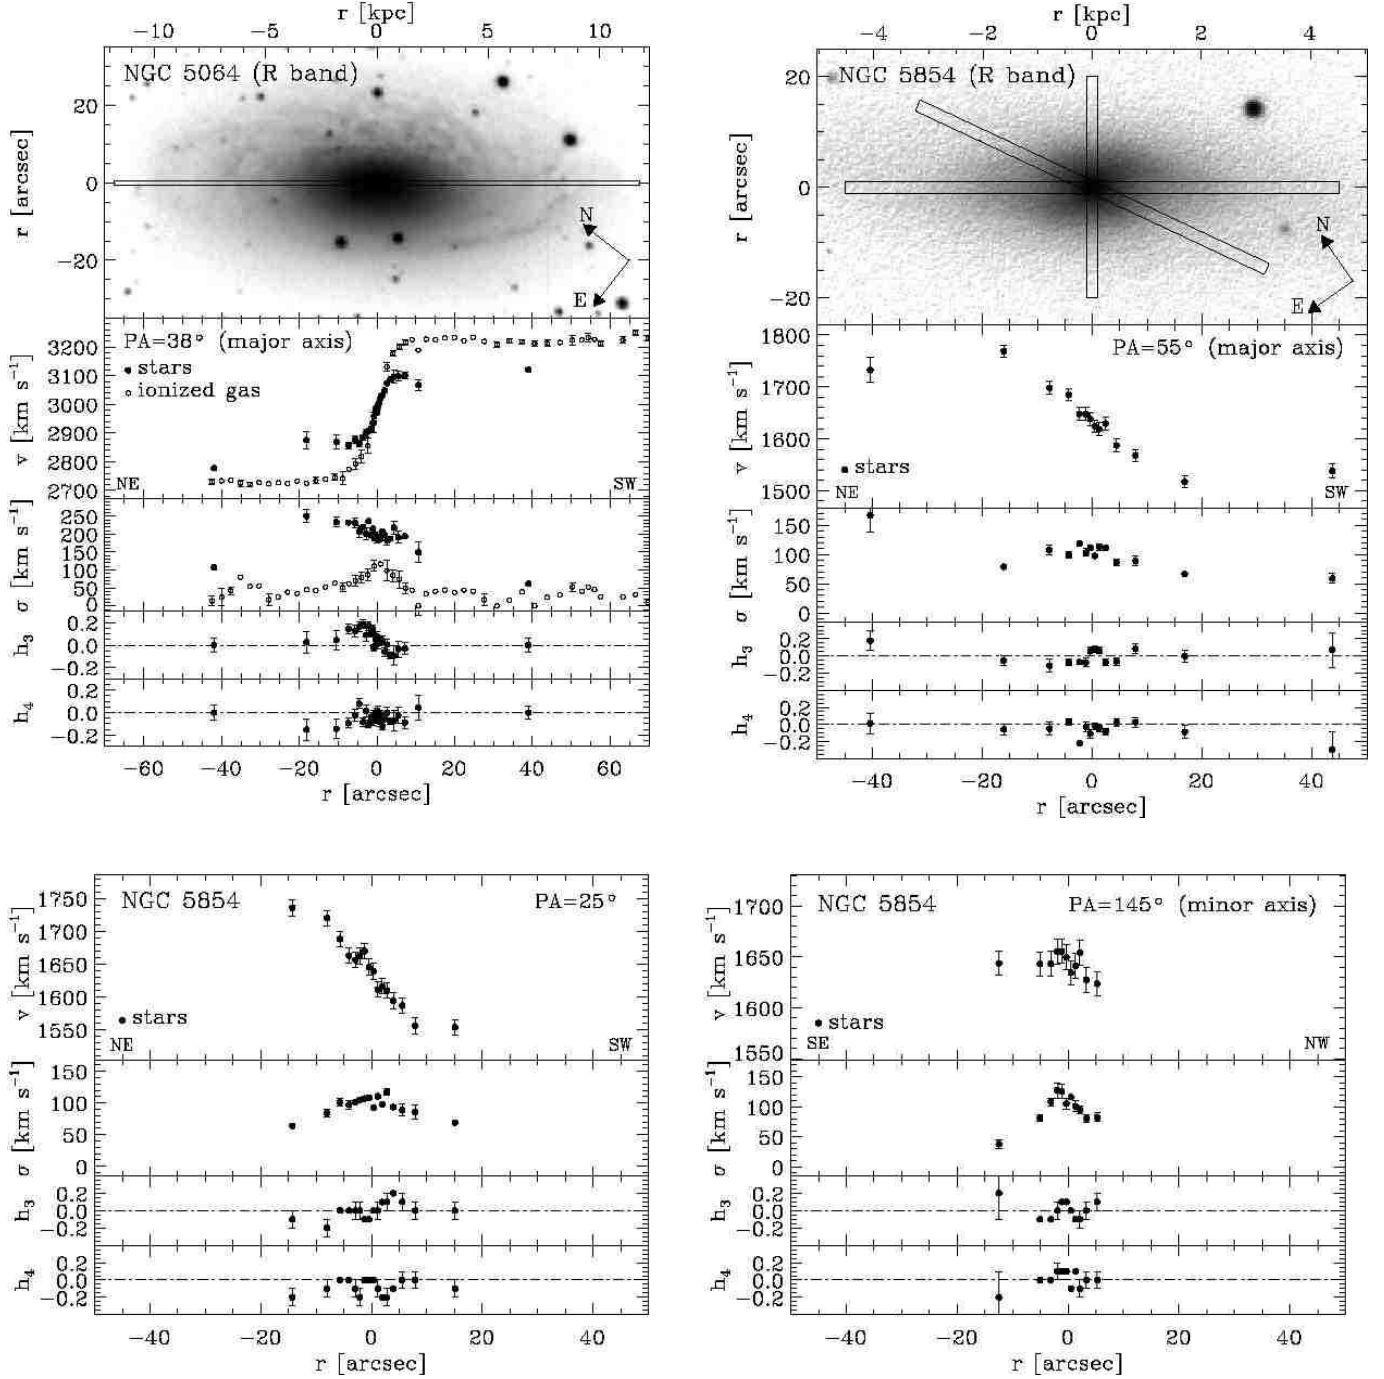 r [kpc]
−10 −5 0 5 10
NGC 5064 (R band)
r [arcsec]
20
0
−20
N
E
PA=38° (major axis)
stars
ionized gas
v [km s⁻¹]
3200
3100
3000
2900
2800
2700
NE
SW
σ [km s⁻¹]
250
200
150
100
50
0
h₃
0.2
0.0
−0.2
h₄
0.2
0.0
−0.2
−60 −40 −20 0 20 40 60
r [arcsec]
r [kpc]
−4 −2 0 2 4
NGC 5854 (R band)
r [arcsec]
20
0
−20
N
E
PA=55° (major axis)
v [km s⁻¹]
1800
1700
1600
1500
stars
NE
SW
σ [km s⁻¹]
150
100
50
0
h₃
0.2
0.0
−0.2
h₄
0.2
0.0
−0.2
−40 −20 0 20 40
r [arcsec]
NGC 5854
PA=25°
v [km s⁻¹]
1750
1700
1650
1600
1550
stars
NE
SW
σ [km s⁻¹]
150
100
50
0
h₃
0.2
0.0
−0.2
h₄
0.2
0.0
−0.2
−40 −20 0 20 40
r [arcsec]
NGC 5854
PA=145° (minor axis)
v [km s⁻¹]
1700
1650
1600
1550
stars
SE
NW
σ [km s⁻¹]
150
100
50
0
h₃
0.2
0.0
−0.2
h₄
0.2
0.0
−0.2
−40 −20 0 20 40
r [arcsec]